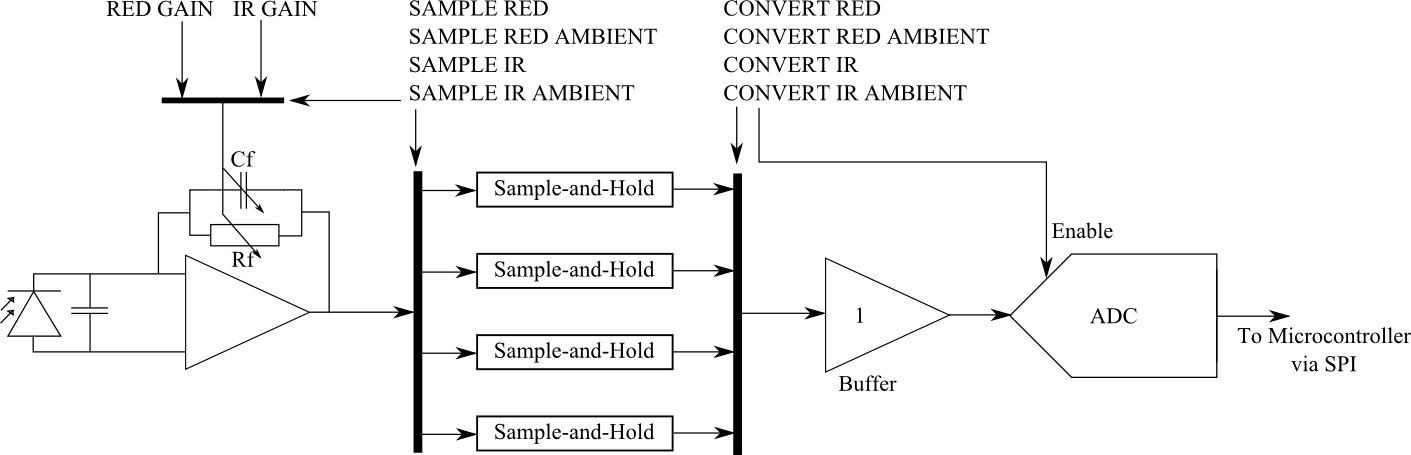 RED GAIN IR GAIN
SAMPLE RED
SAMPLE RED AMBIENT
SAMPLE IR
SAMPLE IR AMBIENT
CONVERT RED
CONVERT RED AMBIENT
CONVERT IR
CONVERT IR AMBIENT
Cf
Rf
Sample-and-Hold
Sample-and-Hold
Sample-and-Hold
Sample-and-Hold
1
Buffer
Enable
ADC
To Microcontroller
via SPI